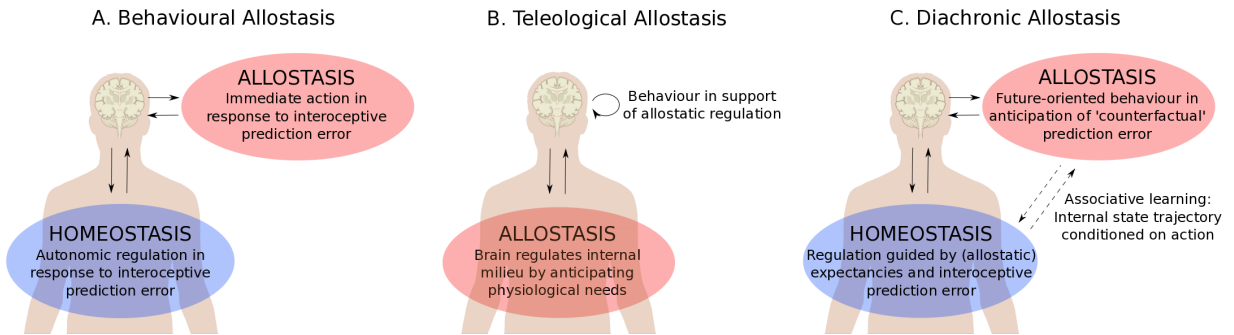 A. Behavioural Allostasis
ALLOSTASIS
Immediate action in
response to interoceptive
prediction error
HOMEOSTASIS
Autonomic regulation in
response to interoceptive
prediction error
B. Teleological Allostasis
Behaviour in support
of allostatic regulation
ALLOSTASIS
Brain regulates internal
milieu by anticipating
physiological needs
C. Diachronic Allostasis
ALLOSTASIS
Future-oriented behaviour in
anticipation of 'counterfactual'
prediction error
Associative learning:
Internal state trajectory
conditioned on action
HOMEOSTASIS
Regulation guided by (allostatic)
expectancies and interoceptive
prediction error